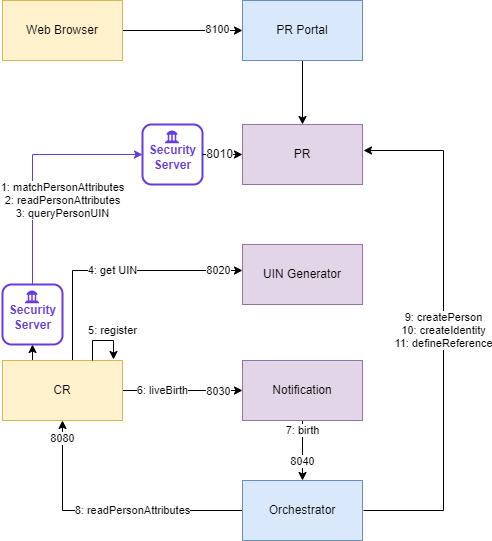 Web Browser
8100
PR Portal
Security
Server
8010
PR
1: matchPersonAttributes
2: readPersonAttributes
3: queryPersonUIN
4: get UIN
8020
UIN Generator
Security
Server
5: register
9: createPerson
10: createIdentity
11: defineReference
CR
6: liveBirth
8030
Notification
7: birth
8080
8040
8: readPersonAttributes
Orchestrator